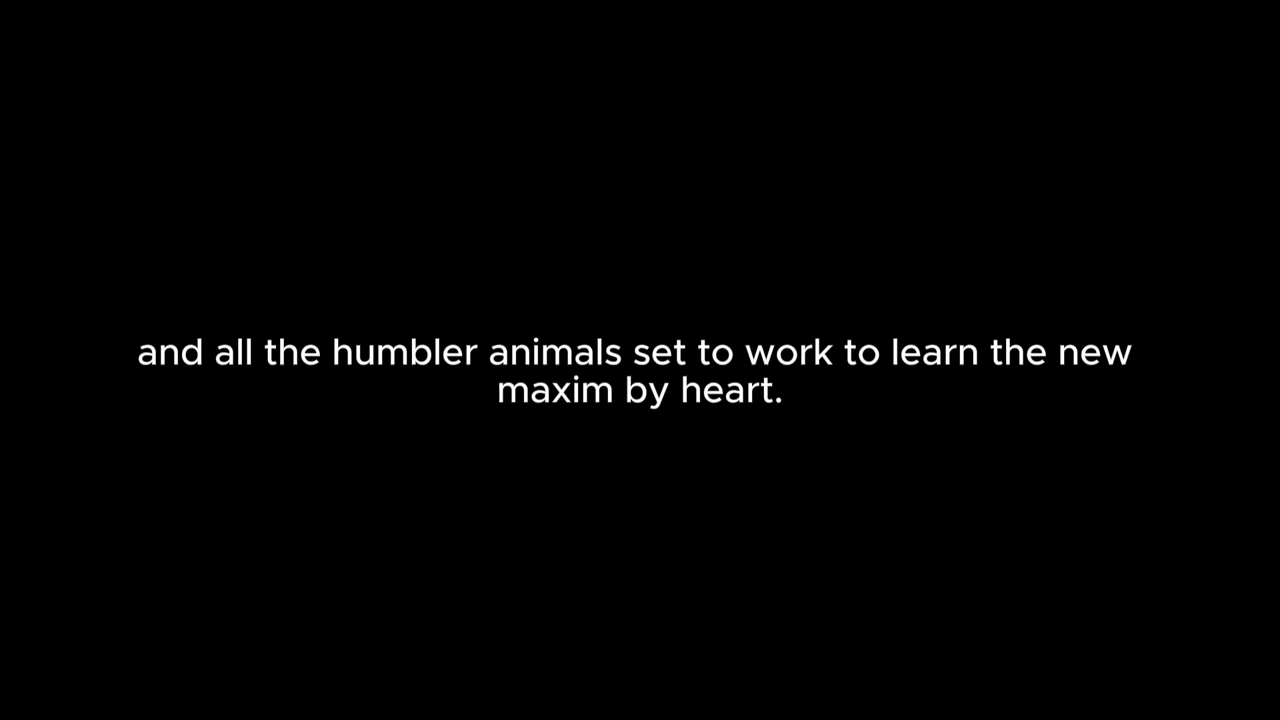 and all the humbler animals set to work to learn the new
maxim by heart.